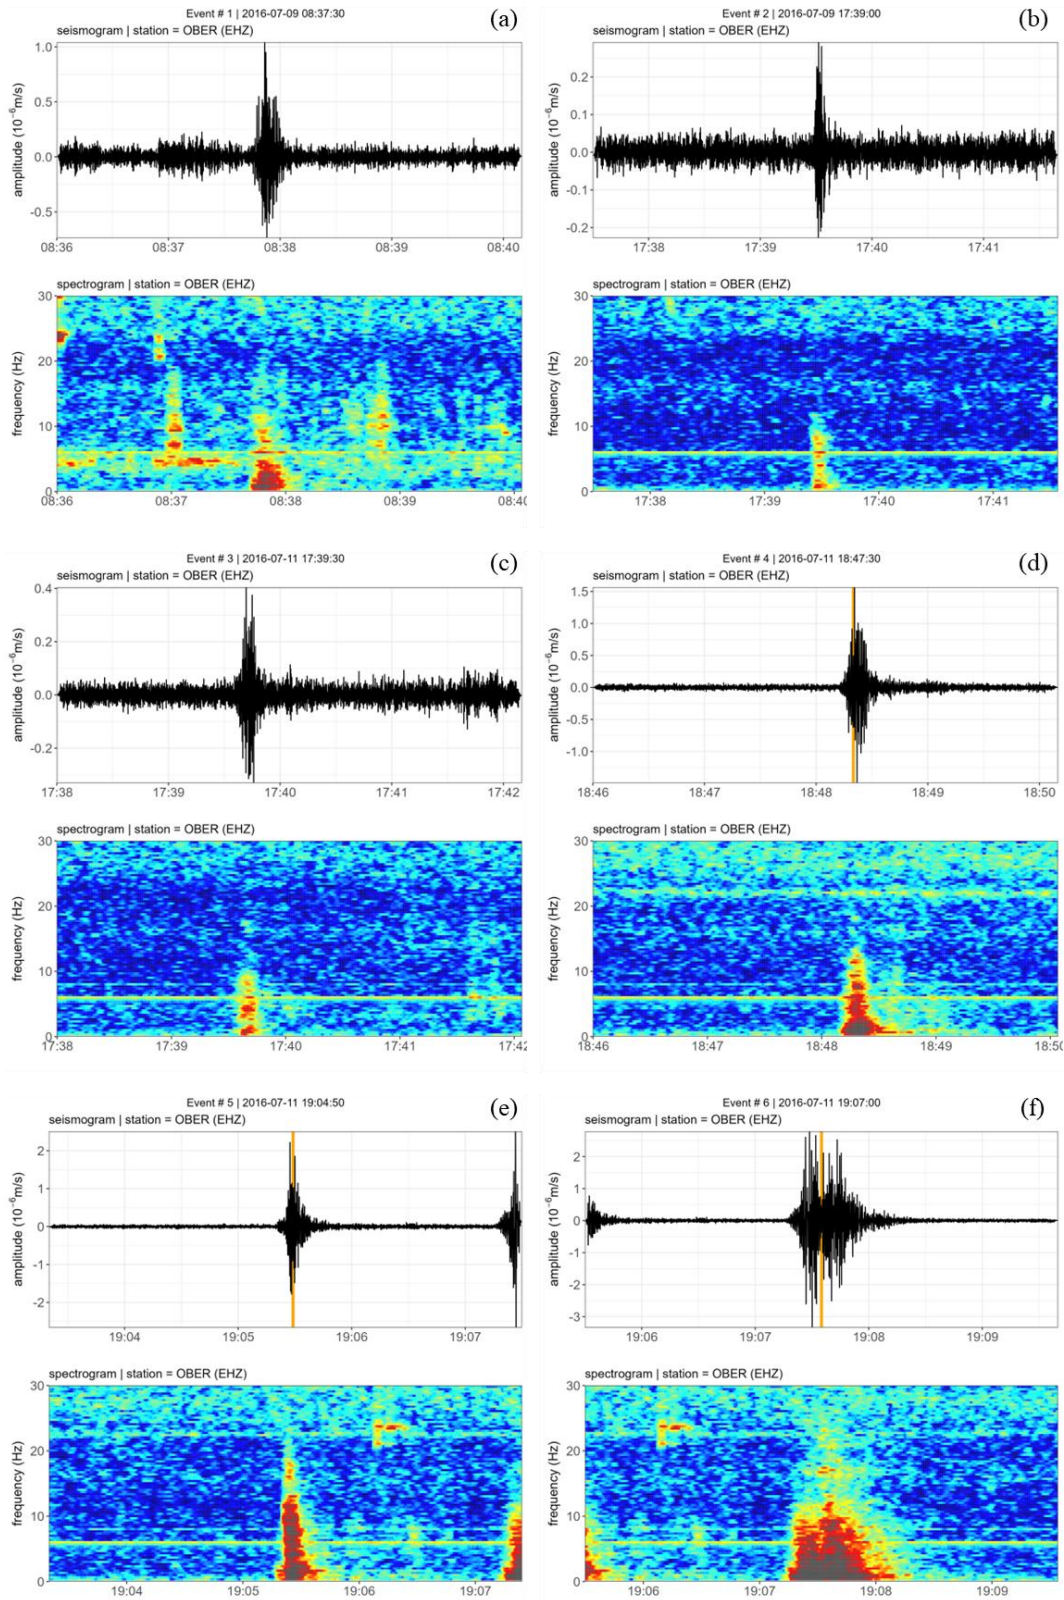 Event # 1 | 2016-07-09 08:37:30
(a)
seismogram | station = OBER (EHZ)
amplitude (10⁻⁶m/s)
1.0
0.5
0.0
-0.5
08:36 08:37 08:38 08:39 08:40
spectrogram | station = OBER (EHZ)
frequency (Hz)
30
20
10
0
08:36 08:37 08:38 08:39 08:40
Event # 2 | 2016-07-09 17:39:00
(b)
seismogram | station = OBER (EHZ)
amplitude (10⁻⁶m/s)
0.2
0.1
0.0
-0.1
-0.2
17:38 17:39 17:40 17:41
spectrogram | station = OBER (EHZ)
frequency (Hz)
30
20
10
0
17:38 17:39 17:40 17:41
Event # 3 | 2016-07-11 17:39:30
(c)
seismogram | station = OBER (EHZ)
amplitude (10⁻⁶m/s)
0.4
0.2
0.0
-0.2
17:38 17:39 17:40 17:41 17:42
spectrogram | station = OBER (EHZ)
frequency (Hz)
30
20
10
0
17:38 17:39 17:40 17:41 17:42
Event # 4 | 2016-07-11 18:47:30
(d)
seismogram | station = OBER (EHZ)
amplitude (10⁻⁶m/s)
1.5
1.0
0.5
0.0
-0.5
-1.0
18:46 18:47 18:48 18:49 18:50
spectrogram | station = OBER (EHZ)
frequency (Hz)
30
20
10
0
18:46 18:47 18:48 18:49 18:50
Event # 5 | 2016-07-11 19:04:50
(e)
seismogram | station = OBER (EHZ)
amplitude (10⁻⁶m/s)
2
1
0
-1
-2
19:04 19:05 19:06 19:07
spectrogram | station = OBER (EHZ)
frequency (Hz)
30
20
10
0
19:04 19:05 19:06 19:07
Event # 6 | 2016-07-11 19:07:00
(f)
seismogram | station = OBER (EHZ)
amplitude (10⁻⁶m/s)
2
1
0
-1
-2
-3
19:06 19:07 19:08 19:09
spectrogram | station = OBER (EHZ)
frequency (Hz)
30
20
10
0
19:06 19:07 19:08 19:09